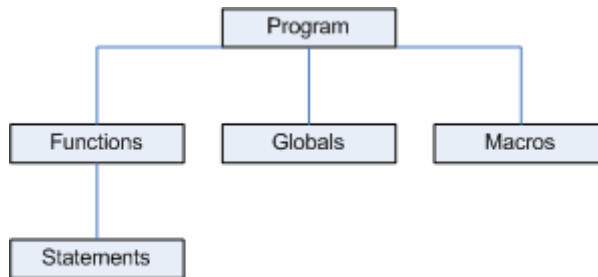 Program
Functions
Globals
Macros
Statements